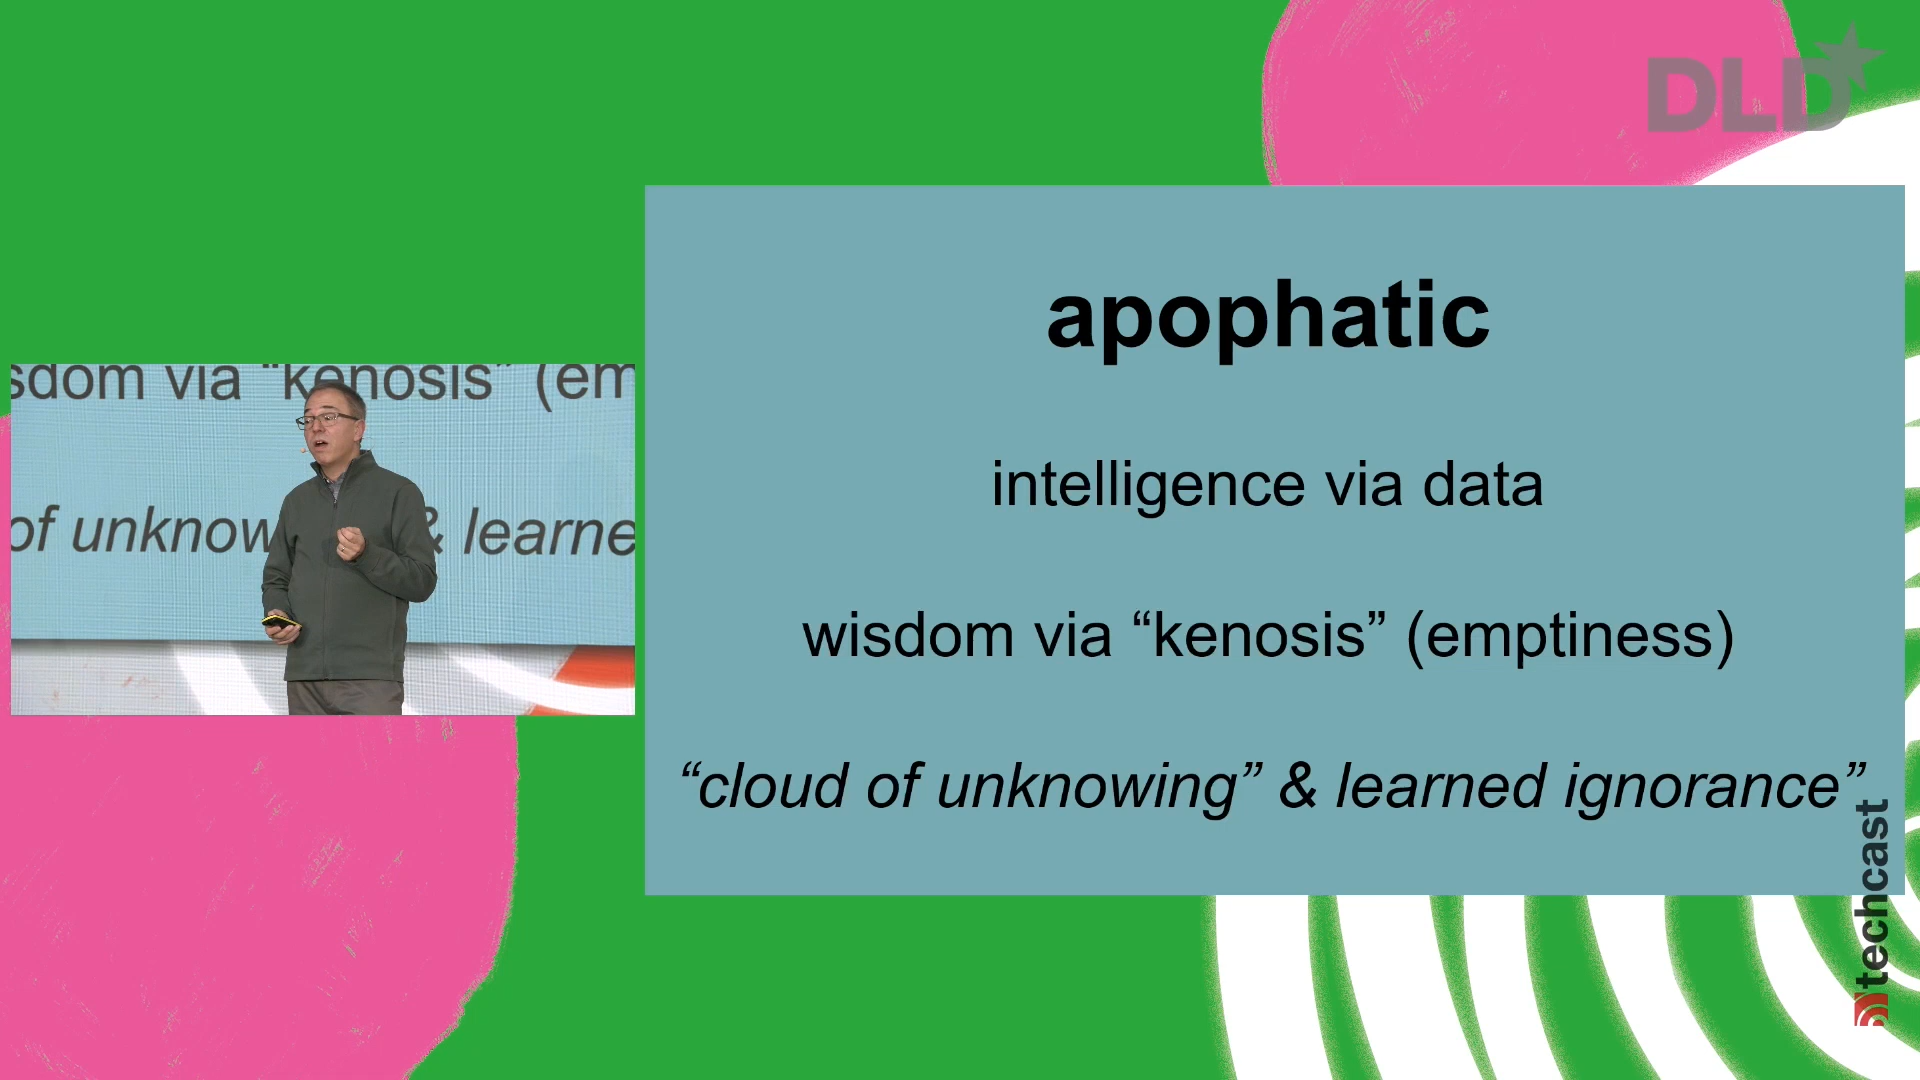 DLD
apophatic
intelligence via data
wisdom via “kenosis” (emptiness)
“cloud of unknowing” & learned ignorance”
sdom via “kenosis” (em
of unknow & learne
techcast